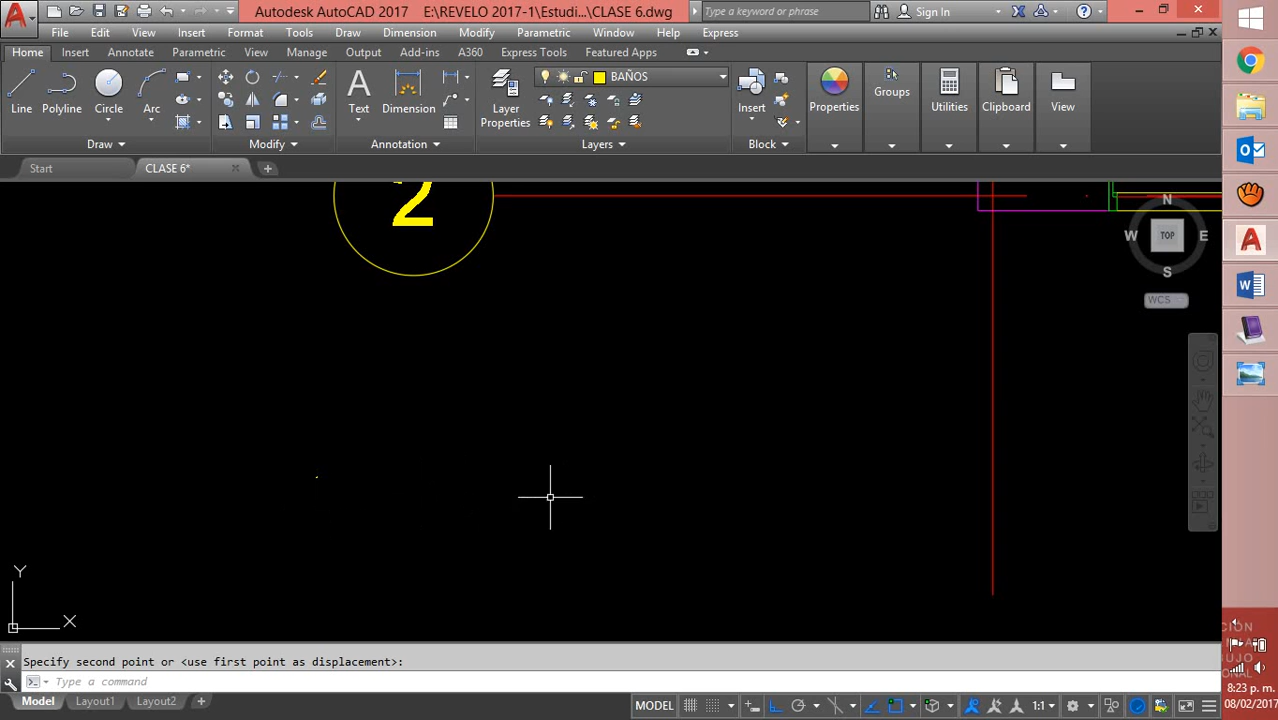 Autodesk AutoCAD 2017 E:\REVELO 2017-1\Estudi...\CLASE 6.dwg
Type a keyword or phrase
Sign In
File Edit View Insert Format Tools Draw Dimension Modify Parametric Window Help Express
Home Insert Annotate Parametric View Manage Output Add-ins A360 Express Tools Featured Apps
BAÑOS
Line Polyline Circle Arc
Text Dimension
Layer Properties
Insert
Properties Groups Utilities Clipboard View
Draw Modify Annotation Layers Block
Start CLASE 6*
2
N
W TOP E
S
WCS
Y
X
Specify second point or <use first point as displacement>:
Type a command
Model Layout1 Layout2
MODEL 1:1
8:23 p. m.
08/02/2017